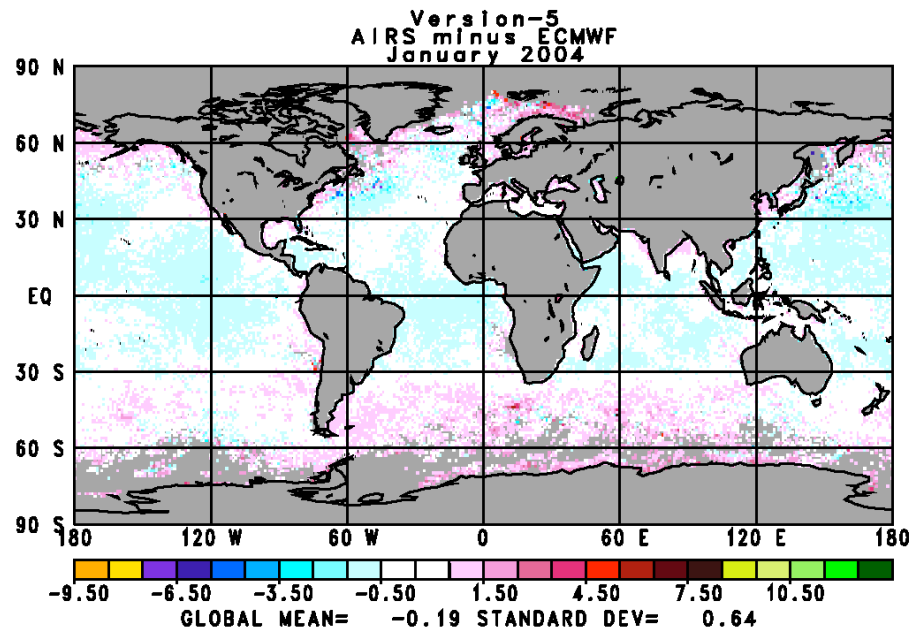 Version-5
AIRS minus ECMWF
January 2004
90 N
60 N
30 N
EQ
30 S
60 S
90 S
180 120 W 60 W 0 60 E 120 E 180
-9.50 -6.50 -3.50 -0.50 1.50 4.50 7.50 10.50
GLOBAL MEAN= -0.19 STANDARD DEV= 0.64